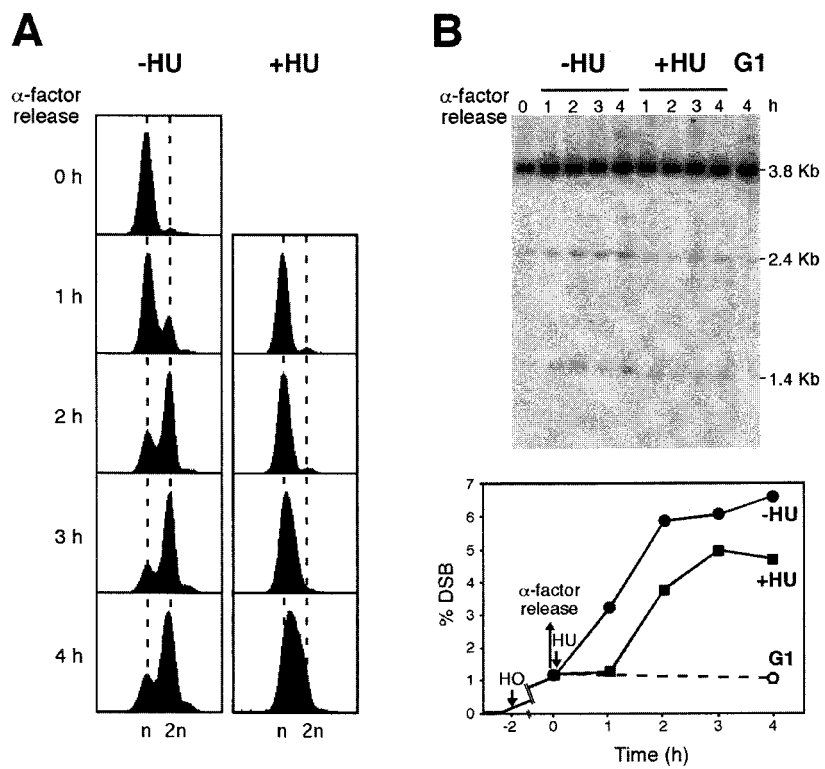 A
-HU
+HU
α-factor
release
0 h
1 h
2 h
3 h
4 h
n 2n
n 2n
B
-HU +HU G1
α-factor
release
0 1 2 3 4 1 2 3 4 4 h
3.8 Kb
2.4 Kb
1.4 Kb
7
6
5
4
3
2
1
0
% DSB
-HU
+HU
G1
α-factor
release
HU
HO
-2 0 1 2 3 4
Time (h)